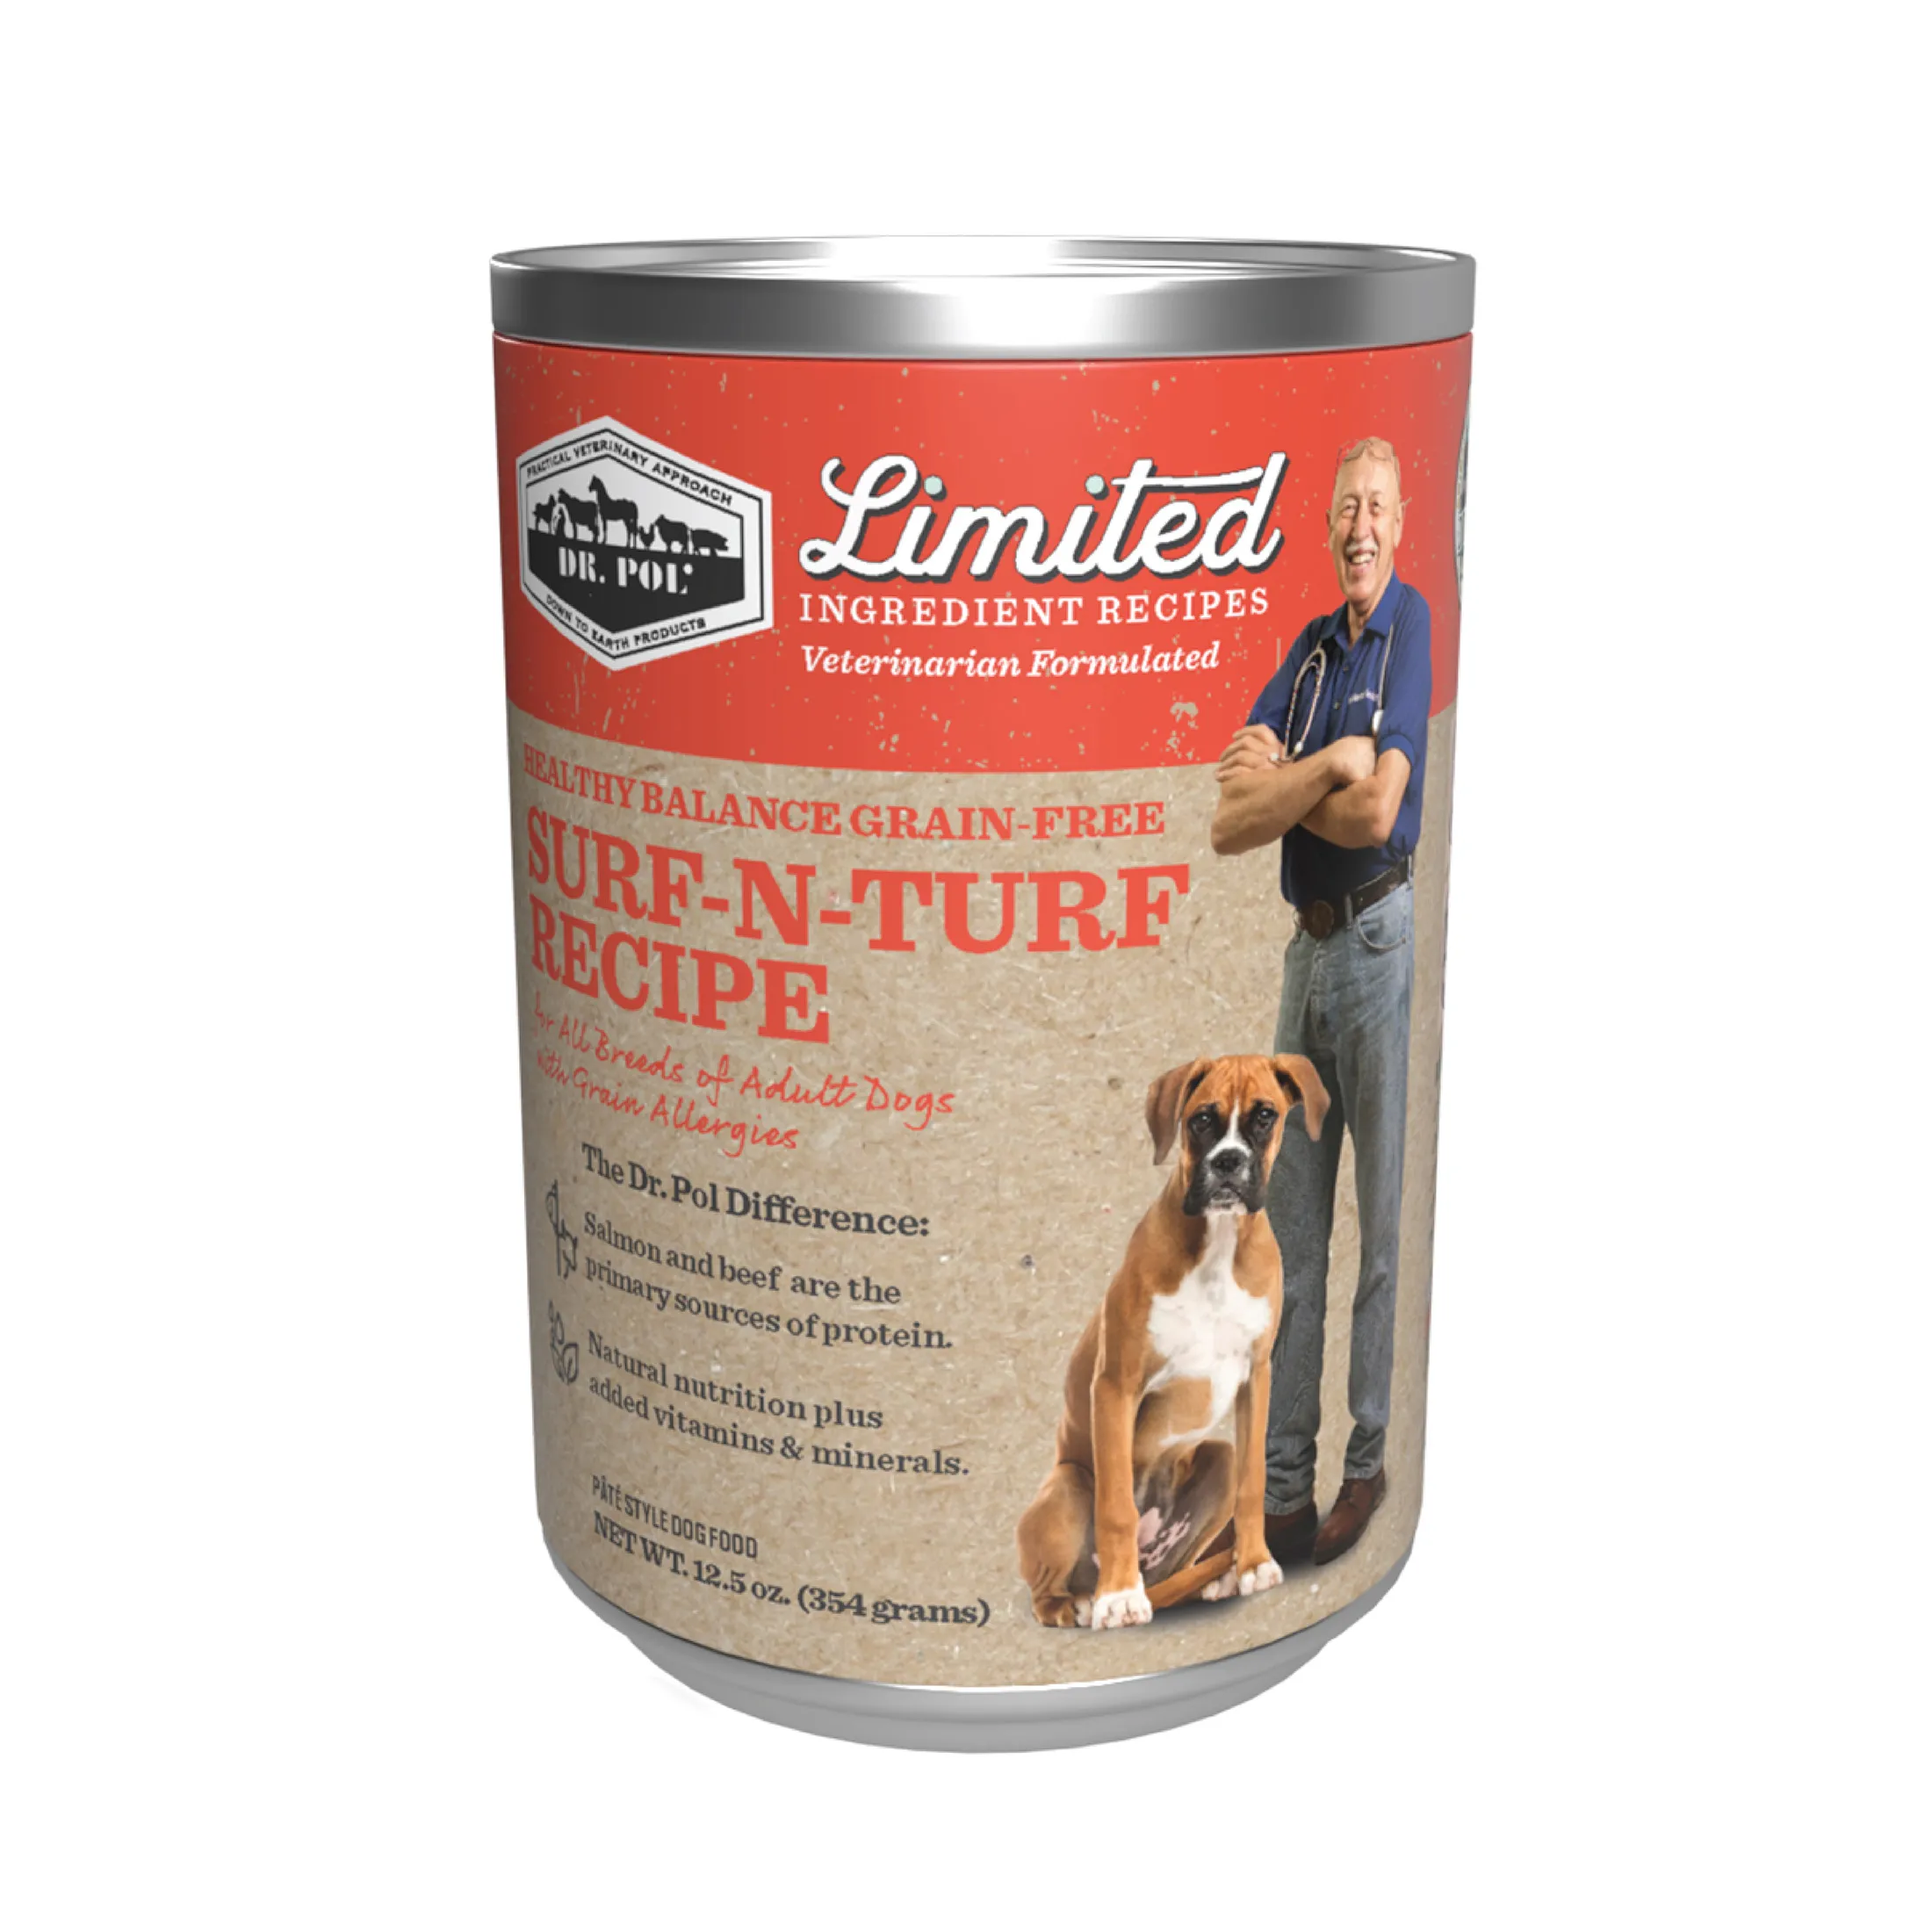 PRACTICAL VETERINARY APPROACH
DR. POL®
DOWN TO EARTH PRODUCTS
Limited
INGREDIENT RECIPES
Veterinarian Formulated
HEALTHY BALANCE GRAIN-FREE
SURF-N-TURF
RECIPE
for All Breeds of Adult Dogs
with Grain Allergies
The Dr. Pol Difference:
Salmon and beef are the
primary sources of protein.
Natural nutrition plus
added vitamins & minerals.
PÂTÉ STYLE DOG FOOD
NET WT. 12.5 oz. (354 grams)